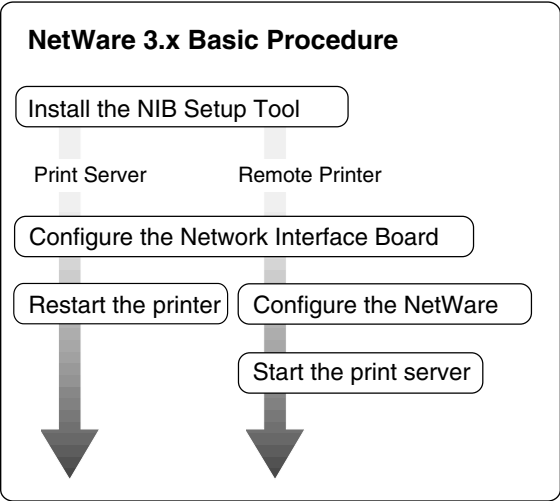 NetWare 3.x Basic Procedure
Install the NIB Setup Tool
Print Server
Remote Printer
Configure the Network Interface Board
Restart the printer
Configure the NetWare
Start the print server